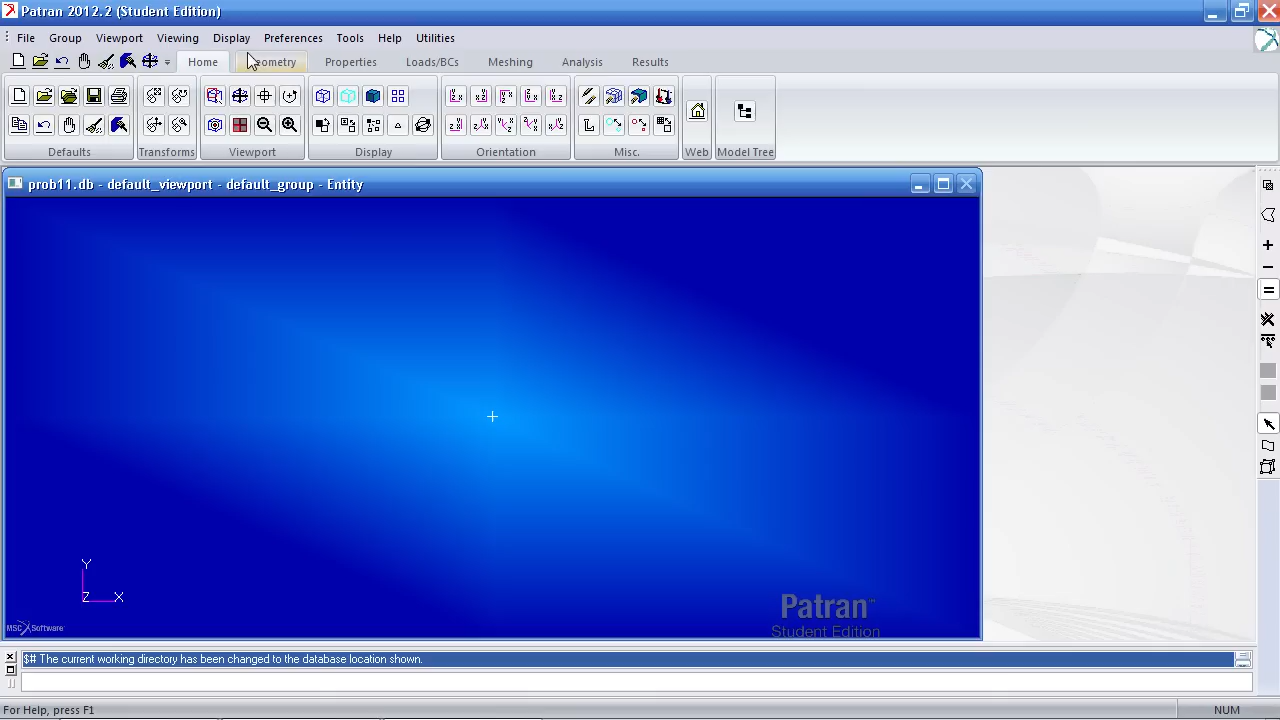 Patran 2012.2 (Student Edition)
File Group Viewport Viewing Display Preferences Tools Help Utilities
Home Geometry Properties Loads/BCs Meshing Analysis Results
Defaults Transforms Viewport Display Orientation Misc. Web Model Tree
prob11.db - default_viewport - default_group - Entity
Y
Z X
Patran™
Student Edition
MSC Software
$# The current working directory has been changed to the database location shown.
For Help, press F1 NUM